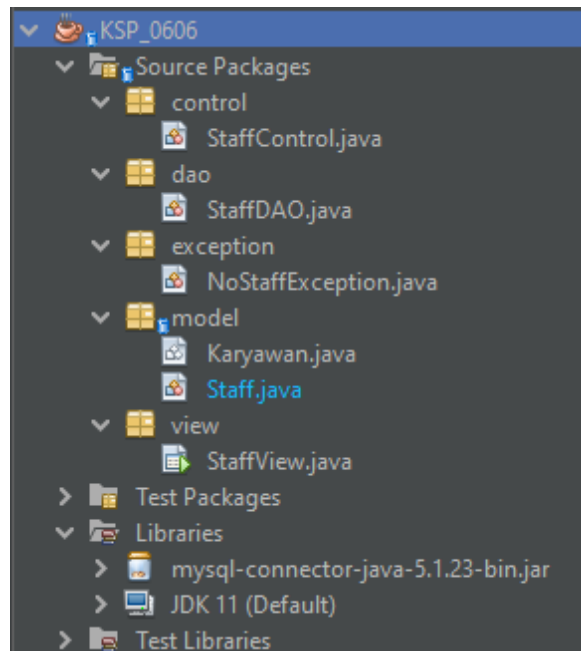 KSP_0606
Source Packages
control
StaffControl.java
dao
StaffDAO.java
exception
NoStaffException.java
model
Karyawan.java
Staff.java
view
StaffView.java
Test Packages
Libraries
mysql-connector-java-5.1.23-bin.jar
JDK 11 (Default)
Test Libraries